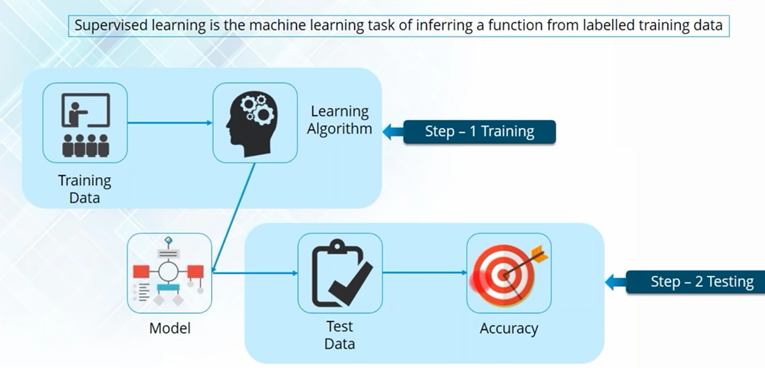 Supervised learning is the machine learning task of inferring a function from labelled training data
Learning
Algorithm
Step – 1 Training
Training
Data
Model
Test
Data
Accuracy
Step – 2 Testing